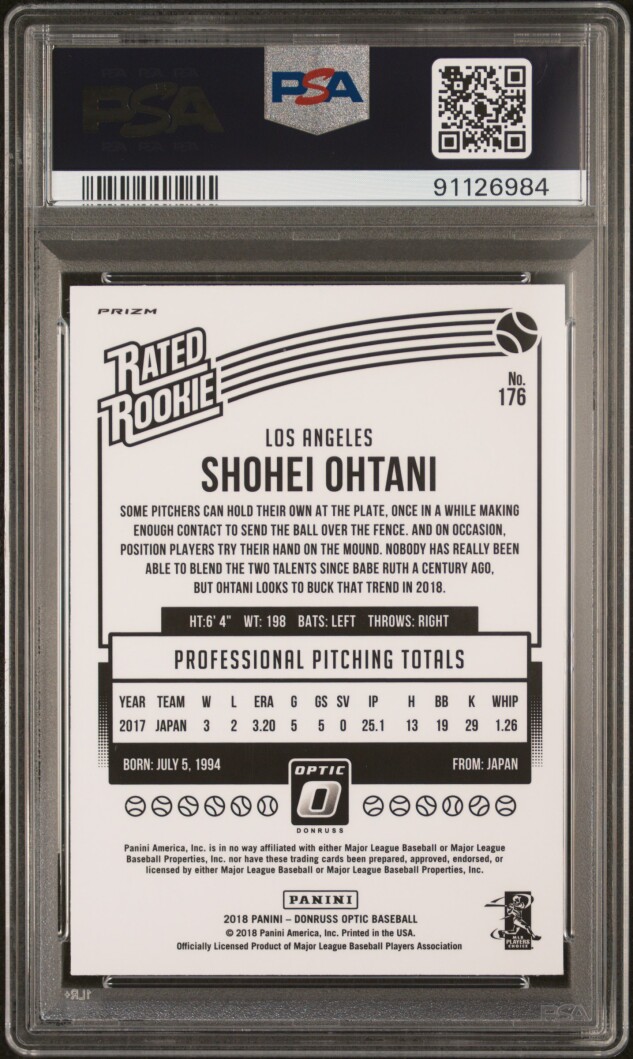 PSA
91126984
PRIZM
RATED
ROOKIE
No.
176
LOS ANGELES
SHOHEI OHTANI
SOME PITCHERS CAN HOLD THEIR OWN AT THE PLATE, ONCE IN A WHILE MAKING
ENOUGH CONTACT TO SEND THE BALL OVER THE FENCE. AND ON OCCASION,
POSITION PLAYERS TRY THEIR HAND ON THE MOUND. NOBODY HAS REALLY BEEN
ABLE TO BLEND THE TWO TALENTS SINCE BABE RUTH A CENTURY AGO,
BUT OHTANI LOOKS TO BUCK THAT TREND IN 2018.
HT:6' 4" WT: 198 BATS: LEFT THROWS: RIGHT
PROFESSIONAL PITCHING TOTALS
YEAR TEAM W L ERA G GS SV IP H BB K WHIP
2017 JAPAN 3 2 3.20 5 5 0 25.1 13 19 29 1.26
BORN: JULY 5, 1994 FROM: JAPAN
OPTIC
O
DONRUSS
Panini America, Inc. is in no way affiliated with either Major League Baseball or Major League
Baseball Properties, Inc. nor have these trading cards been prepared, approved, endorsed, or
licensed by either Major League Baseball or Major League Baseball Properties, Inc.
PANINI
2018 PANINI – DONRUSS OPTIC BASEBALL
© 2018 Panini America, Inc. Printed in the USA.
Officially Licensed Product of Major League Baseball Players Association
MLB
PLAYERS
CHOICE
PSA